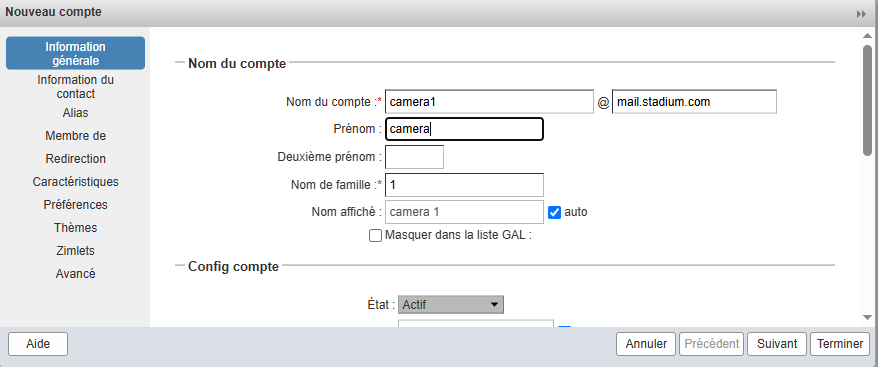 Nouveau compte
Information
générale
Information du
contact
Alias
Membre de
Redirection
Caractéristiques
Préférences
Thèmes
Zimlets
Avancé
Nom du compte
Nom du compte :* camera1 @ mail.stadium.com
Prénom : camera
Deuxième prénom :
Nom de famille :* 1
Nom affiché : camera 1 auto
Masquer dans la liste GAL :
Config compte
État : Actif
Aide Annuler Précédent Suivant Terminer